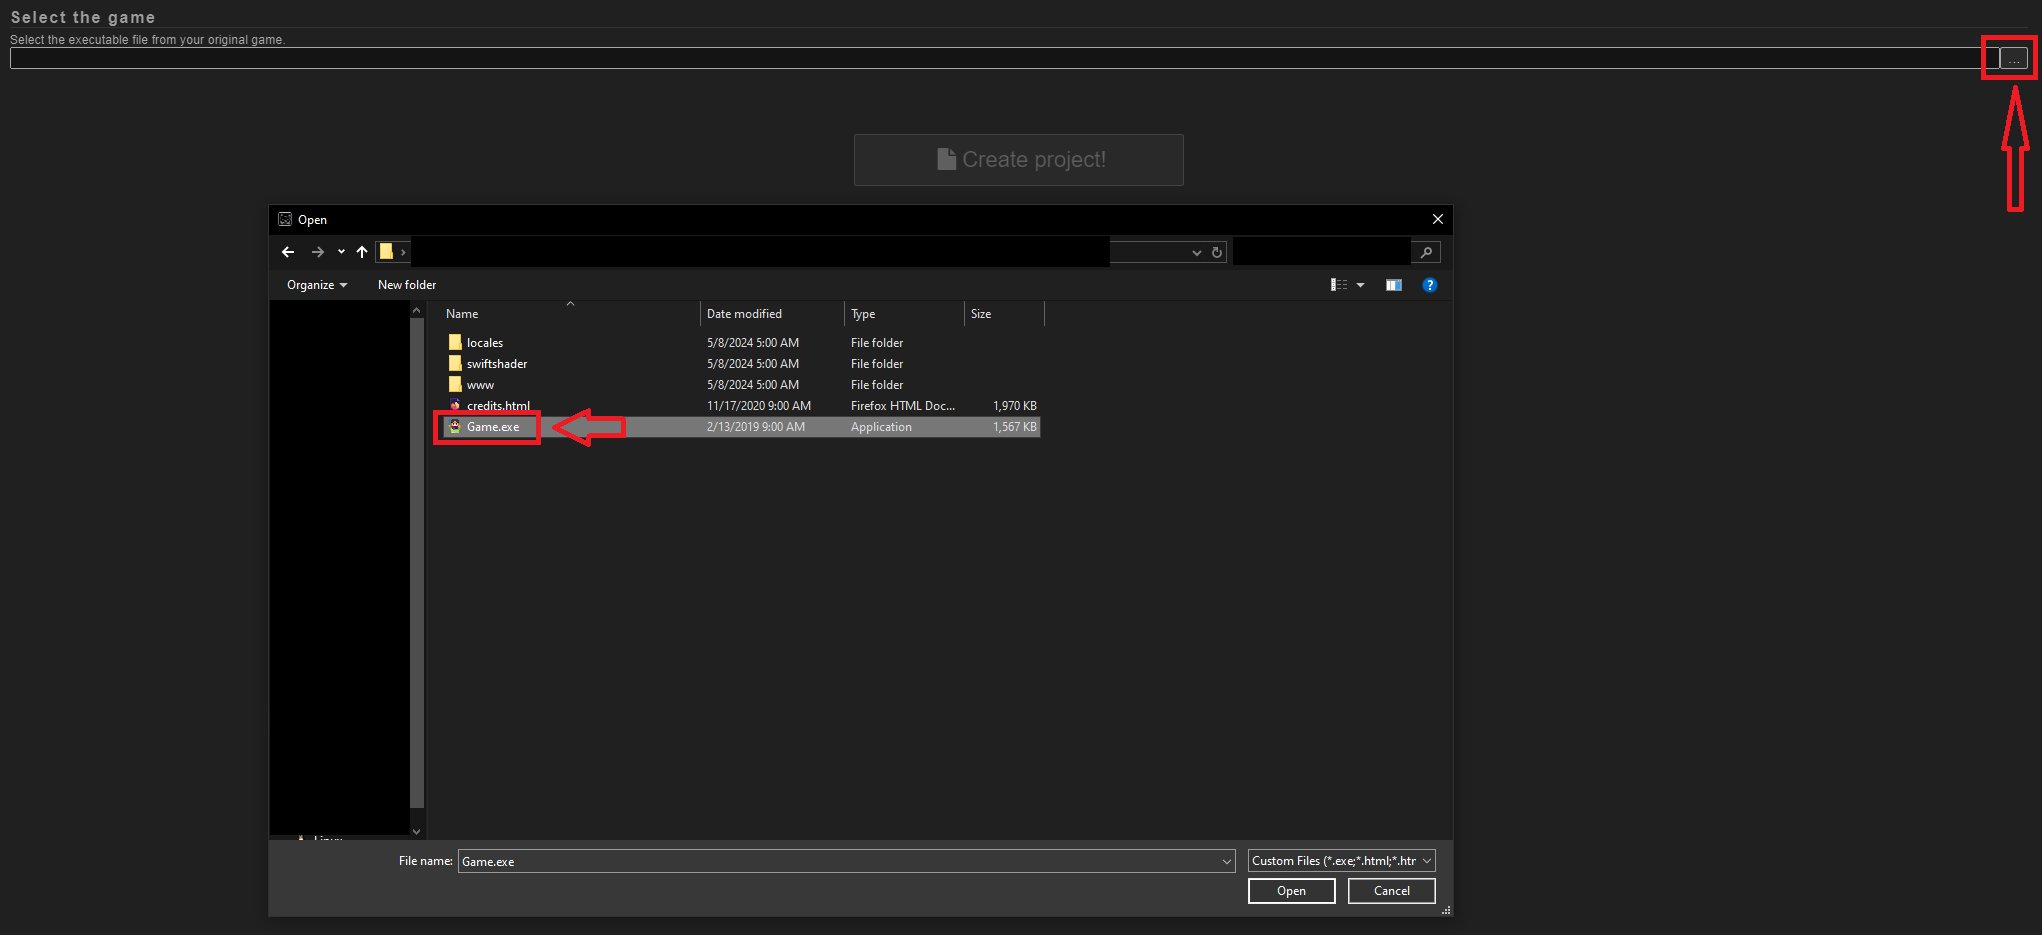 Select the game
Select the executable file from your original game.
...
Create project!
Open
Organize New folder
Name Date modified Type Size
locales 5/8/2024 5:00 AM File folder
swiftshader 5/8/2024 5:00 AM File folder
www 5/8/2024 5:00 AM File folder
credits.html 11/17/2020 9:00 AM Firefox HTML Doc... 1,970 KB
Game.exe 2/13/2019 9:00 AM Application 1,567 KB
File name: Game.exe Custom Files (*.exe;*.html;*.htr
Open Cancel